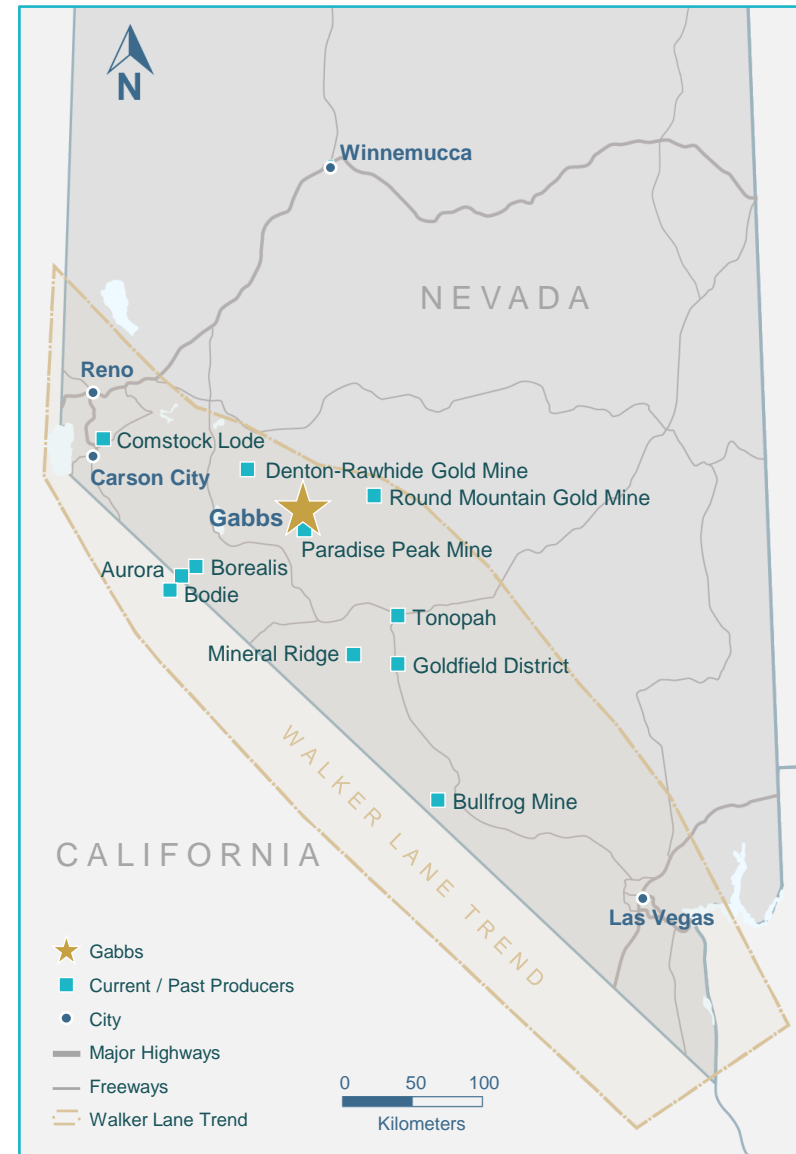 N
Winnemucca
NEVADA
Reno
Comstock Lode
Carson City
Denton-Rawhide Gold Mine
Round Mountain Gold Mine
Gabbs
Paradise Peak Mine
Borealis
Aurora
Bodie
Tonopah
Mineral Ridge
Goldfield District
WALKER LANE TREND
Bullfrog Mine
CALIFORNIA
Las Vegas
Gabbs
Current / Past Producers
City
Major Highways
Freeways
Walker Lane Trend
0 50 100
Kilometers